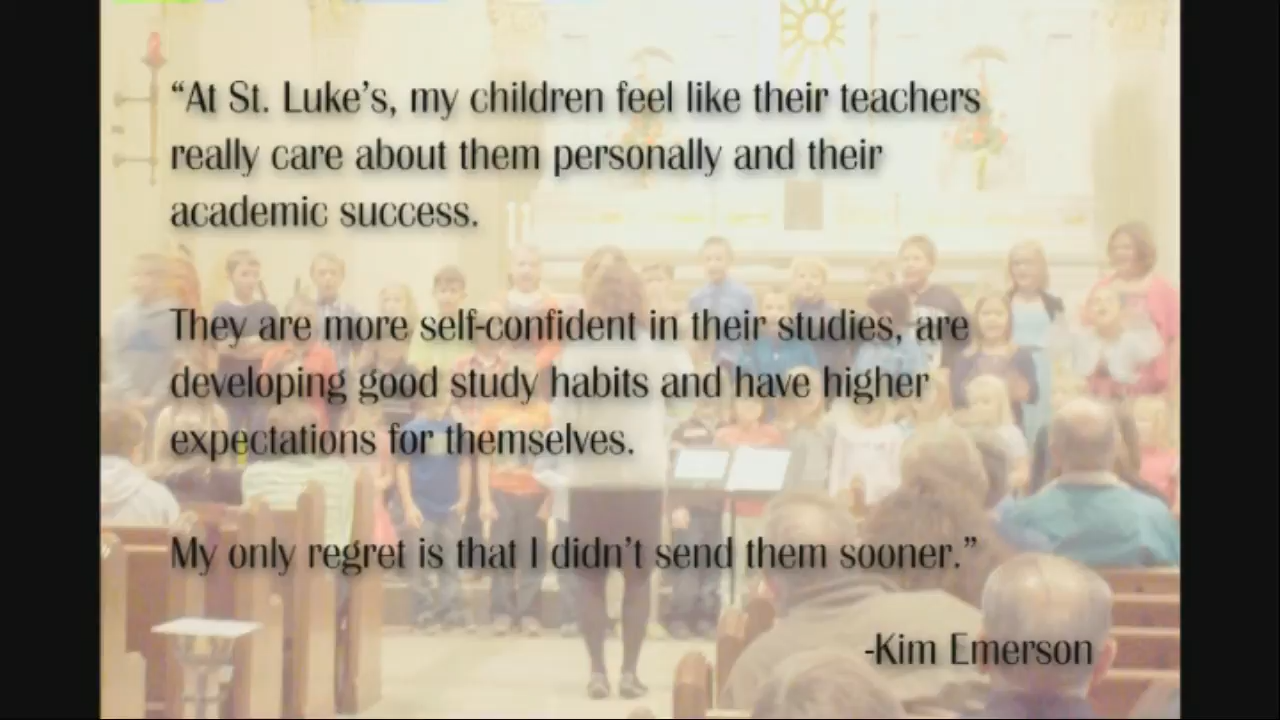 “At St. Luke’s, my children feel like their teachers
really care about them personally and their
academic success.
They are more self-confident in their studies, are
developing good study habits and have higher
expectations for themselves.
My only regret is that I didn’t send them sooner.”
-Kim Emerson